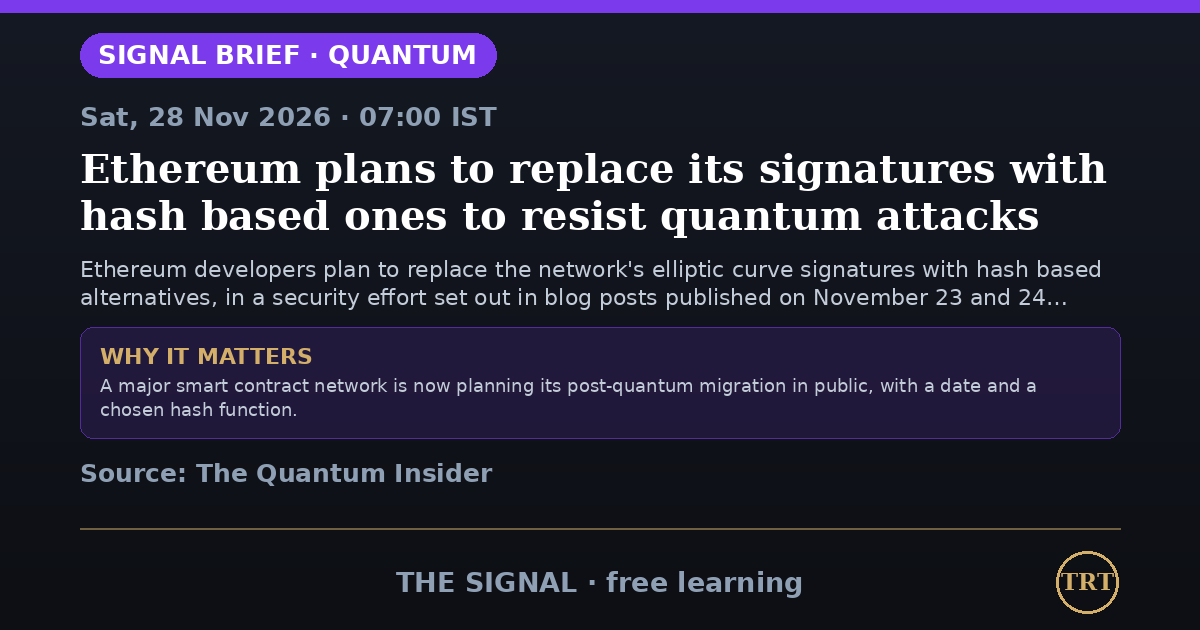 SIGNAL BRIEF · QUANTUM
Sat, 28 Nov 2026 · 07:00 IST
Ethereum plans to replace its signatures with
hash based ones to resist quantum attacks
Ethereum developers plan to replace the network's elliptic curve signatures with hash based
alternatives, in a security effort set out in blog posts published on November 23 and 24...
WHY IT MATTERS
A major smart contract network is now planning its post-quantum migration in public, with a date and a
chosen hash function.
Source: The Quantum Insider
THE SIGNAL · free learning
TRT